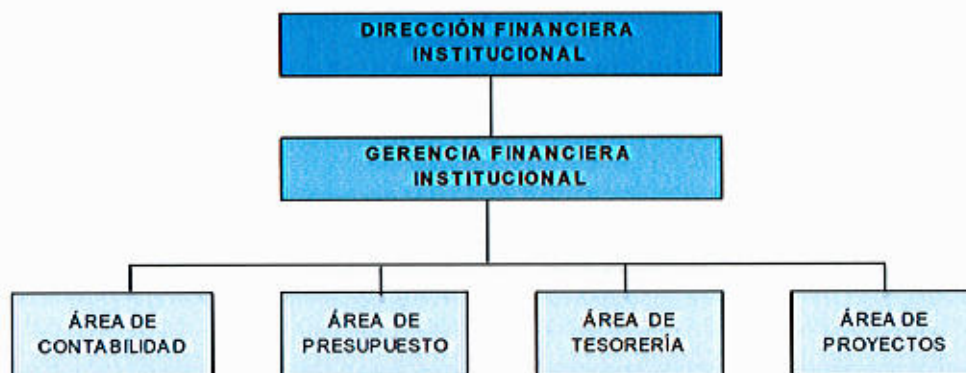 DIRECCIÓN FINANCIERA
INSTITUCIONAL
GERENCIA FINANCIERA
INSTITUCIONAL
ÁREA DE
CONTABILIDAD
ÁREA DE
PRESUPUESTO
ÁREA DE
TESORERÍA
ÁREA DE
PROYECTOS